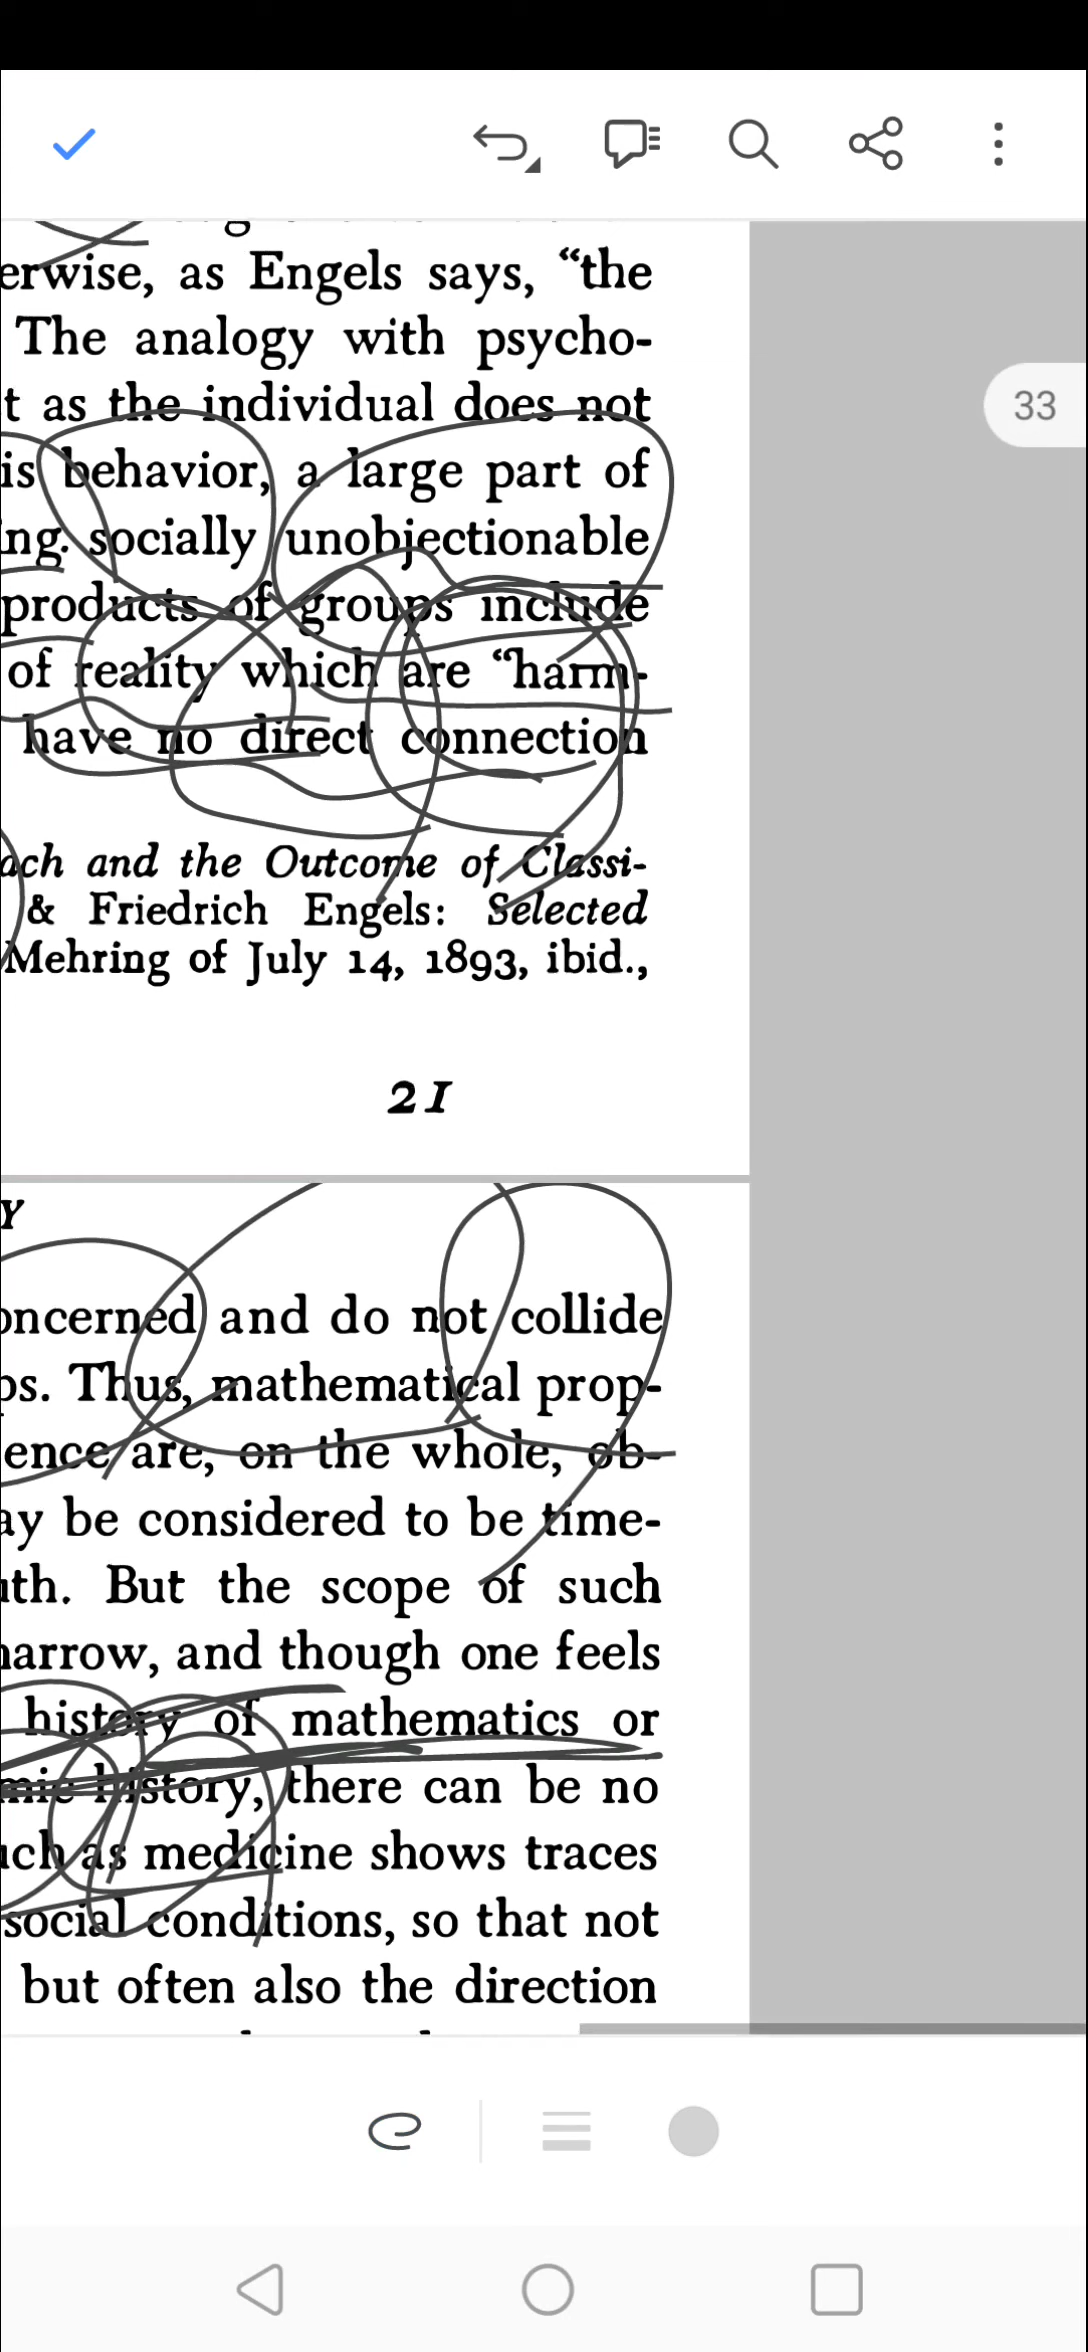 33
erwise, as Engels says, “the
The analogy with psycho-
t as the individual does not
is behavior, a large part of
ng socially unobjectionable
products of groups include
of reality which are “harm-
have no direct connection
ach and the Outcome of Classi-
& Friedrich Engels: Selected
Mehring of July 14, 1893, ibid.,
21
Y
oncerned and do not collide
os. Thus, mathematical prop-
ence are, on the whole, ob-
ay be considered to be time-
uth. But the scope of such
narrow, and though one feels
history of mathematics or
mic history, there can be no
uch as medicine shows traces
social conditions, so that not
but often also the direction